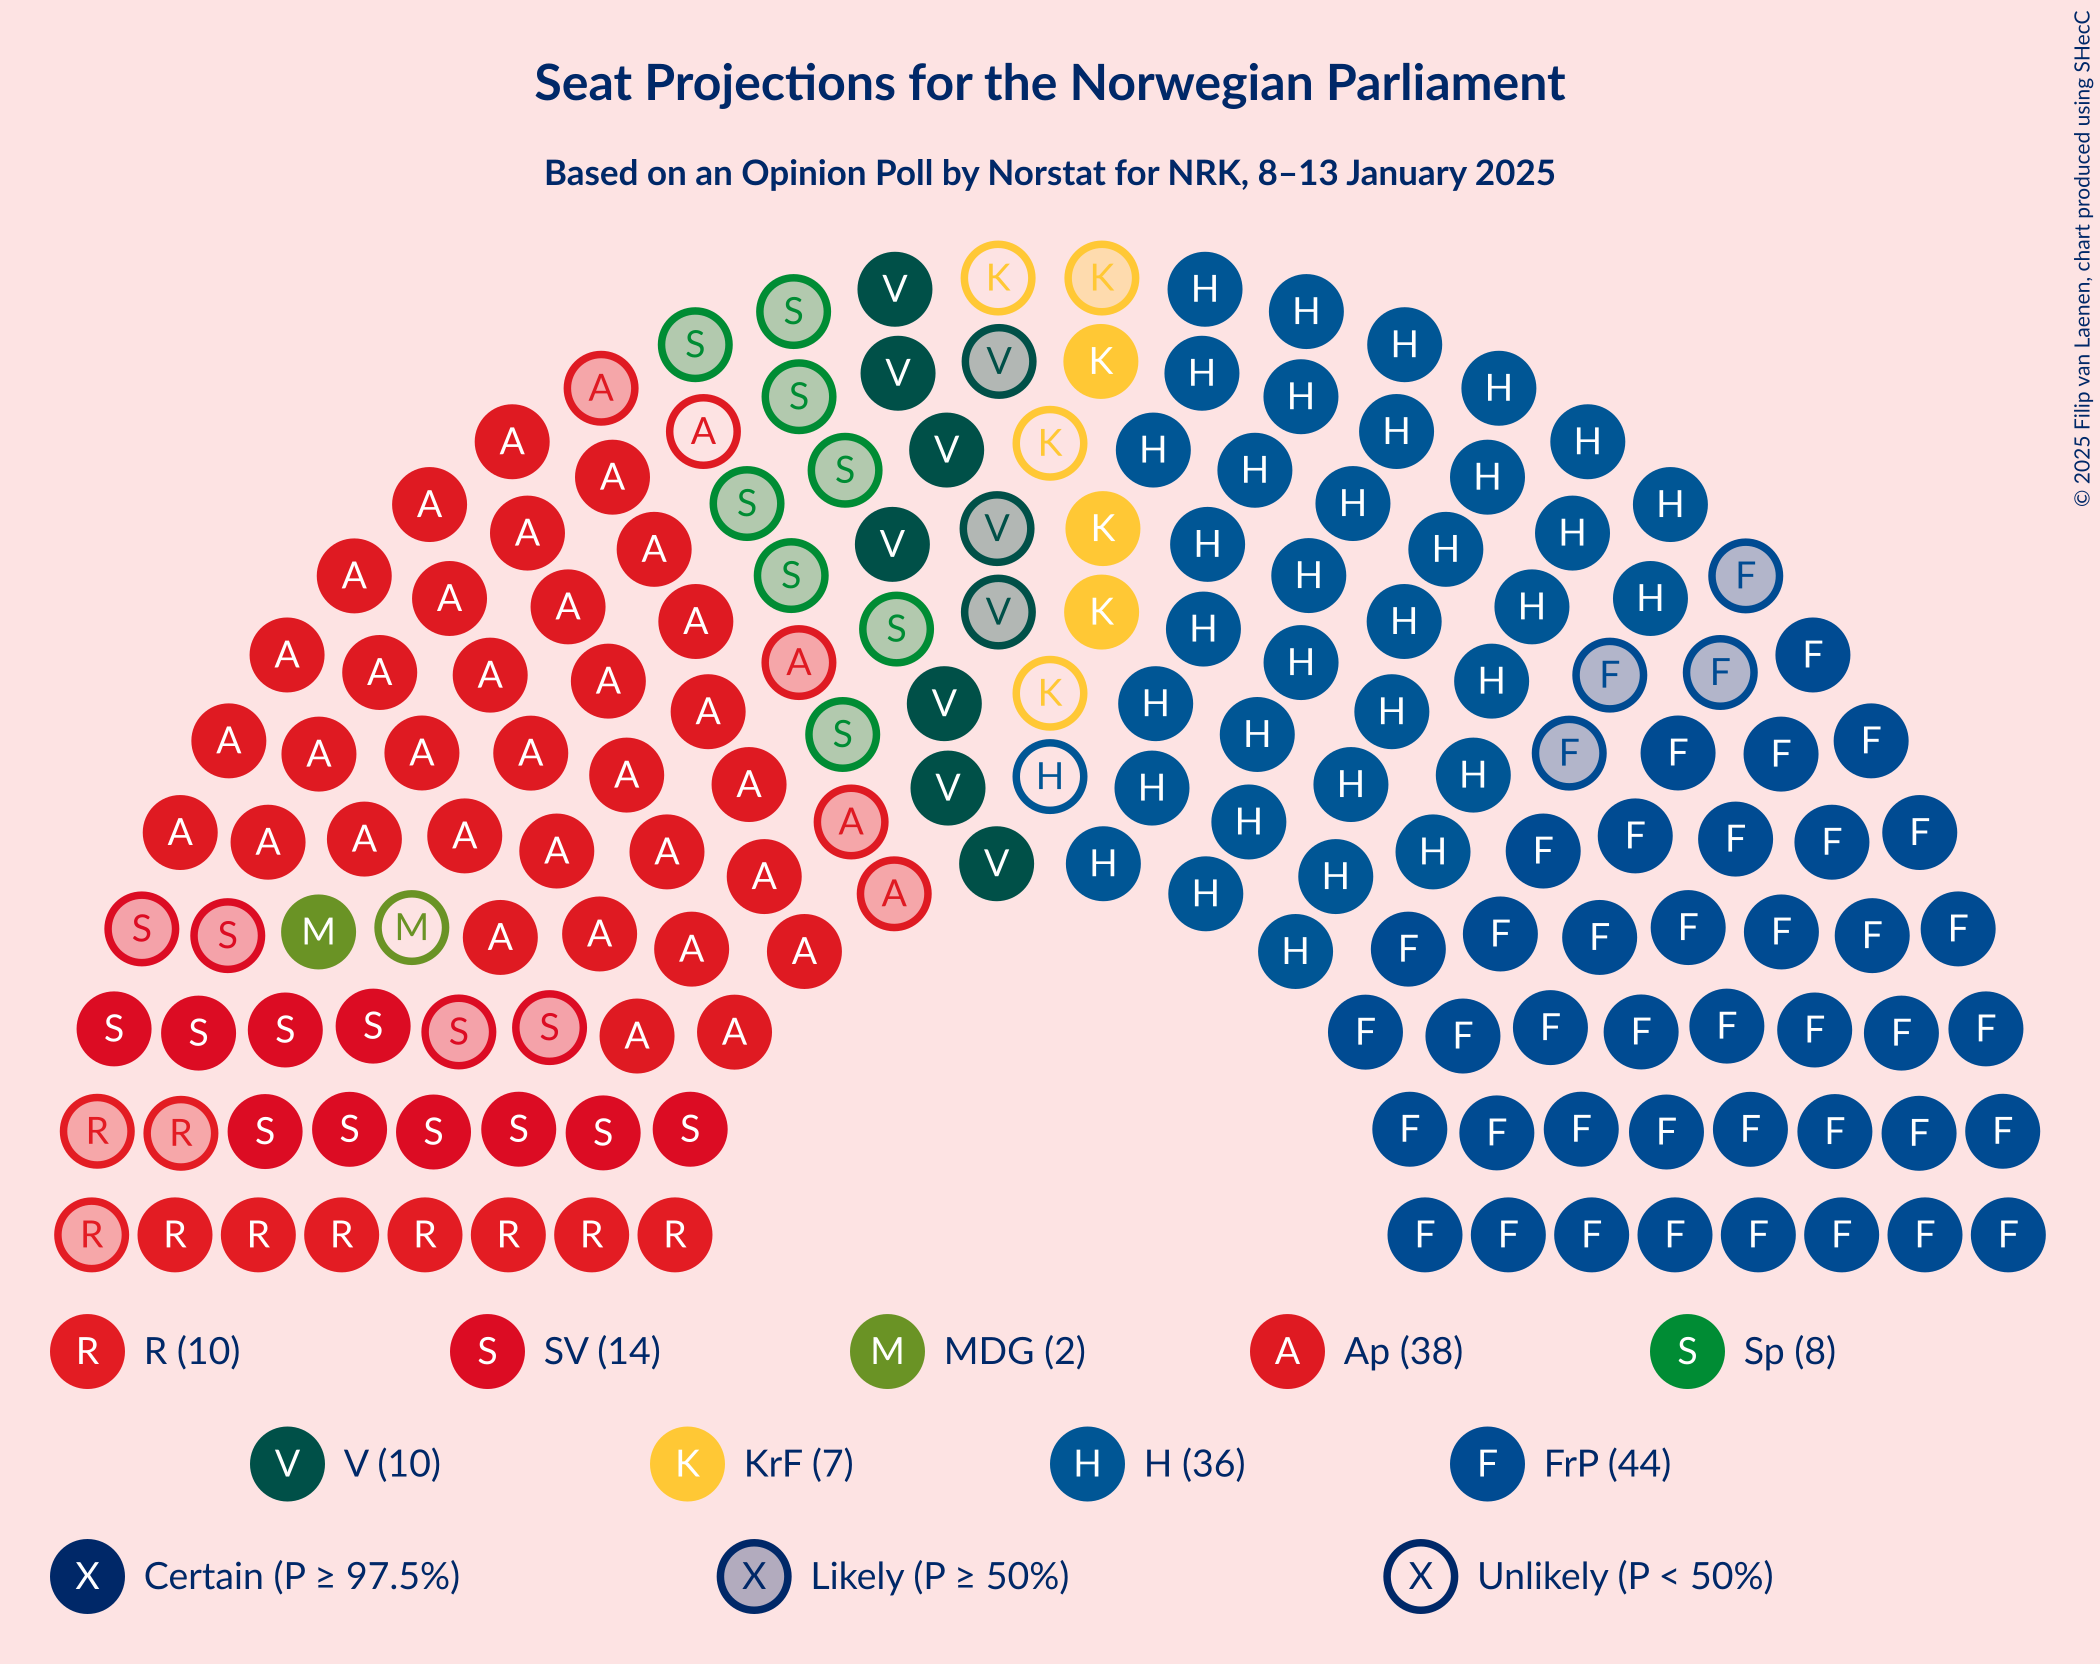 Seat Projections for the Norwegian Parliament
Based on an Opinion Poll by Norstat for NRK, 8–13 January 2025
© 2025 Filip van Laenen, chart produced using SHecC
K K
V H
S H
S H
V K
V H
A S H
A H
A K
V H
A S H
A H
A S H
A H
V K
V H
A S H
A H
A F
A H
V K
S H
A H
A H
A F
A A H
A F F
A K
V H
A H
A S H
A F
A H
A A F F
A A H F
V H
A A H
A A F F
A A H F
A A F F
V H
A H
A H
S F
M F
S M F F
A A F F
A A F F
A H
S S F F
S S F F
S S A F F
A A F F
R S S F F F
R S S S F F F
S S F F
R R R R R R R R F F F F F F F F
R R (10) S SV (14) M MDG (2) A Ap (38) S Sp (8)
V V (10) K KrF (7) H H (36) F FrP (44)
X Certain (P ≥ 97.5%) X Likely (P ≥ 50%) X Unlikely (P < 50%)